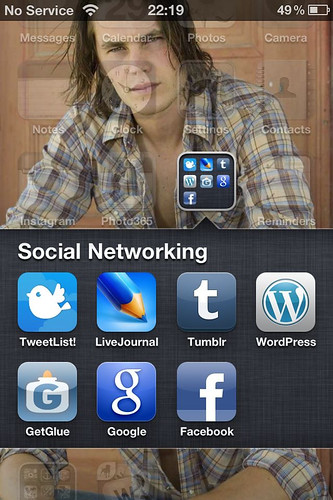 No Service 22:19 49%
Messages Calendar Photos Camera
Notes Clock Settings Contacts
Instagram Photo365 Reminders
Social Networking
TweetList! LiveJournal Tumblr WordPress
GetGlue Google Facebook